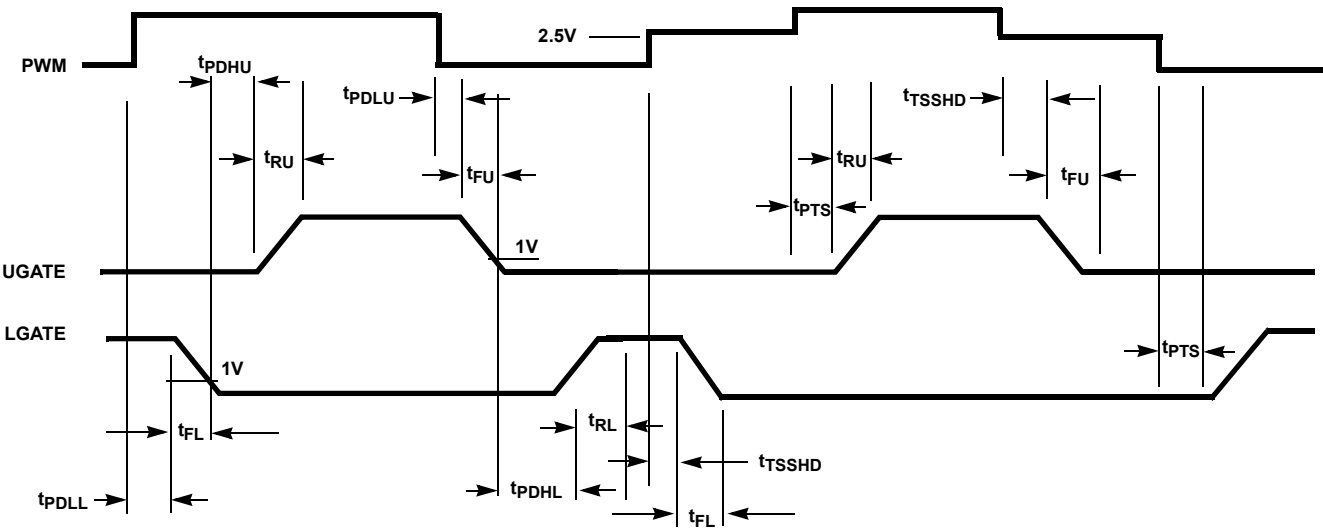 2.5V
PWM
tPDHU
tPDLU
tTSSHD
tRU
tFU
tRU
tFU
tPTS
1V
UGATE
LGATE
tPTS
1V
tFL
tRL
tTSSHD
tPDLL
tPDHL
tFL